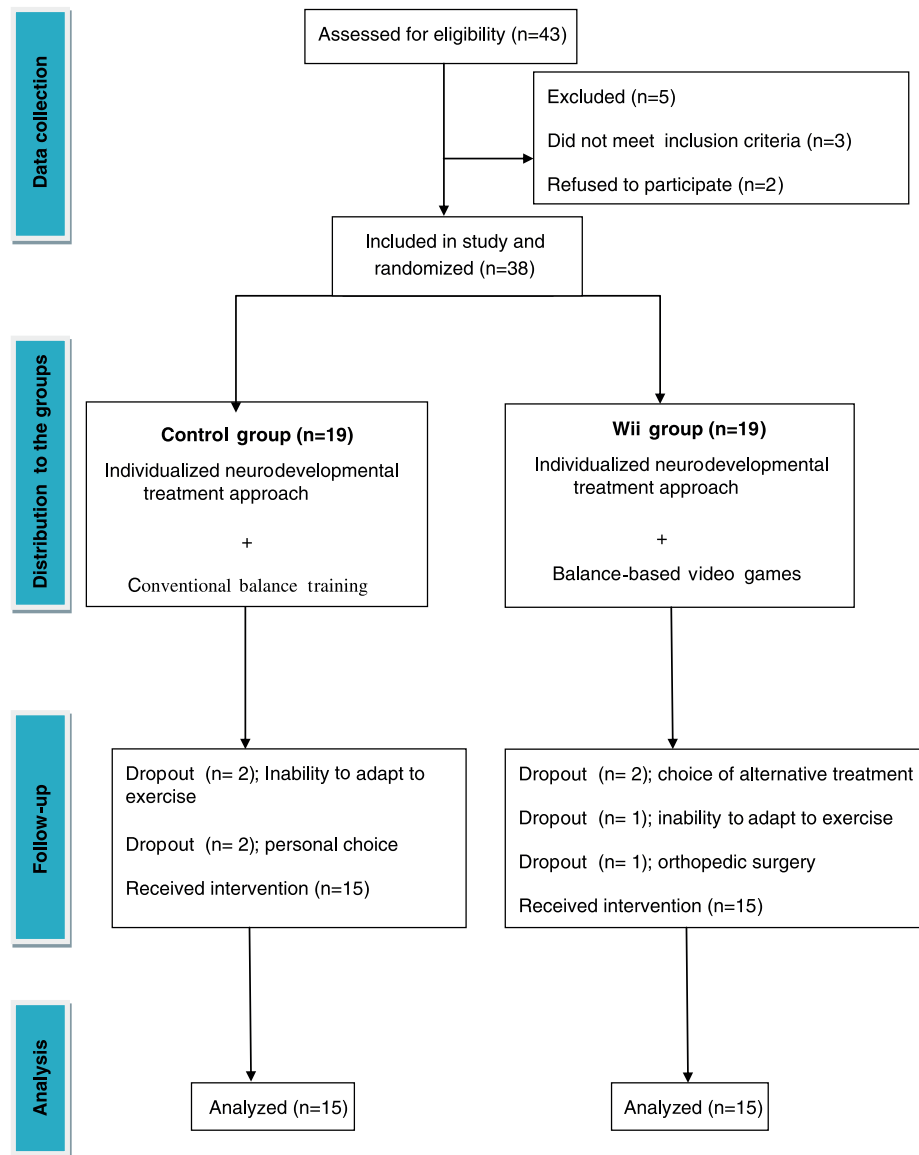 Data collection
Assessed for eligibility (n=43)
Excluded (n=5)
Did not meet inclusion criteria (n=3)
Refused to participate (n=2)
Included in study and
randomized (n=38)
Distribution to the groups
Control group (n=19)
Individualized neurodevelopmental
treatment approach
+
Conventional balance training
Wii group (n=19)
Individualized neurodevelopmental
treatment approach
+
Balance-based video games
Follow-up
Dropout (n= 2); Inability to adapt to
exercise
Dropout (n= 2); personal choice
Received intervention (n=15)
Dropout (n= 2); choice of alternative treatment
Dropout (n= 1); inability to adapt to exercise
Dropout (n= 1); orthopedic surgery
Received intervention (n=15)
Analysis
Analyzed (n=15)
Analyzed (n=15)